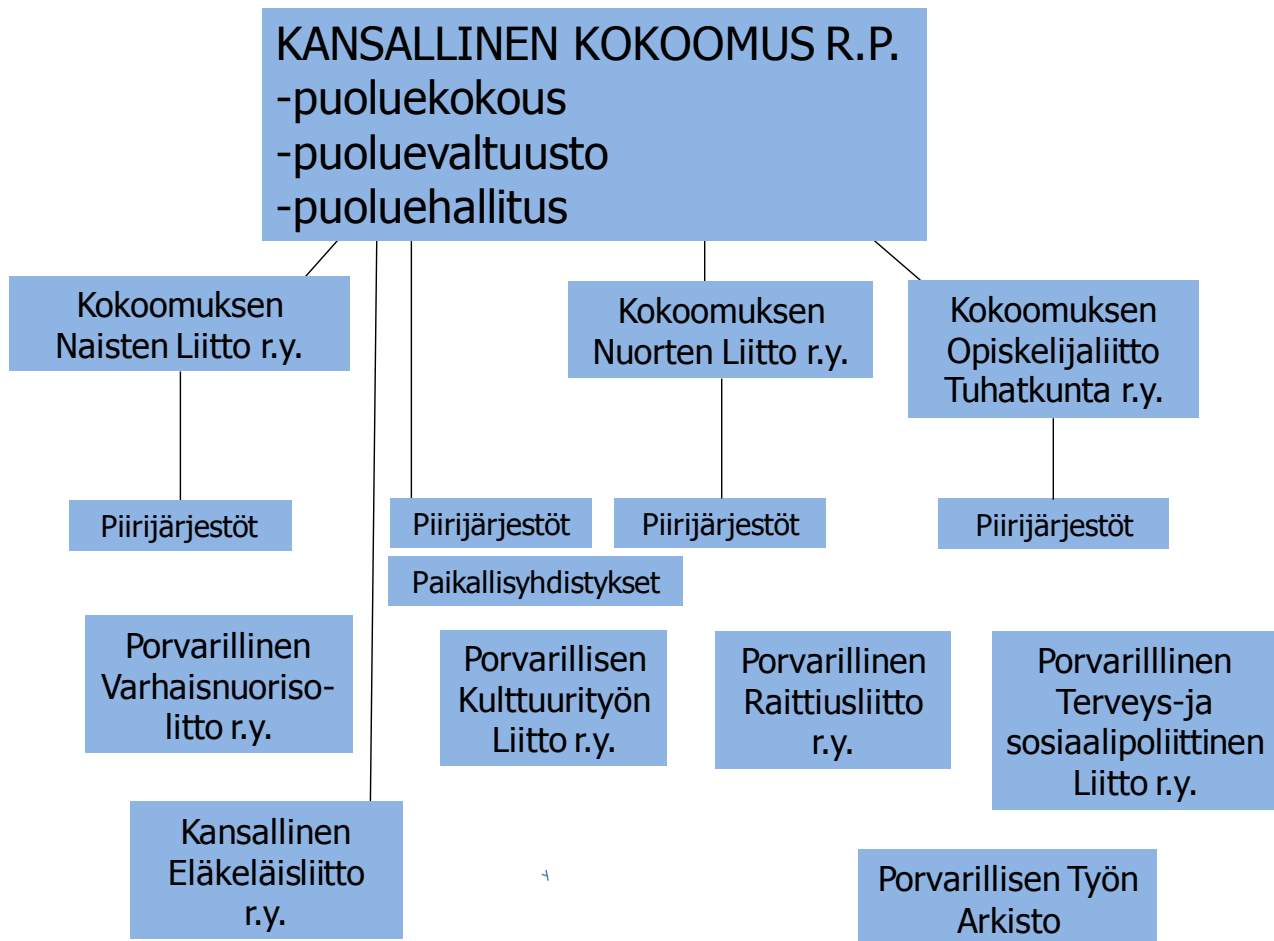 KANSALLINEN KOKOOMUS R.P.
-puoluekokous
-puoluevaltuusto
-puoluehallitus
Kokoomuksen
Naisten Liitto r.y.
Kokoomuksen
Nuorten Liitto r.y.
Kokoomuksen
Opiskelijaliitto
Tuhatkunta r.y.
Piirijärjestöt
Piirijärjestöt
Piirijärjestöt
Piirijärjestöt
Paikallisyhdistykset
Porvarillinen
Varhaisnuoriso-
litto r.y.
Porvarillisen
Kulttuurityön
Liitto r.y.
Porvarillinen
Raittiusliitto
r.y.
Porvarilllinen
Terveys-ja
sosiaalipoliittinen
Liitto r.y.
Kansallinen
Eläkeläisliitto
r.y.
Porvarillisen Työn
Arkisto